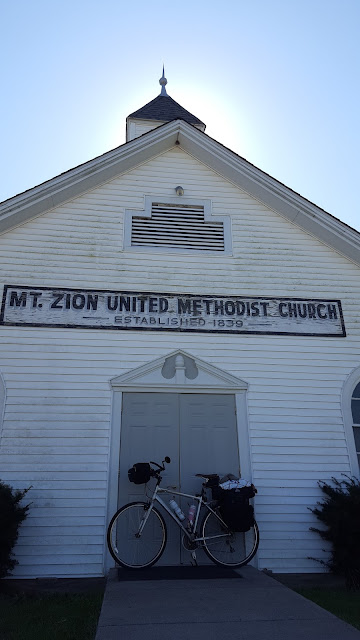 MT. ZION UNITED METHODIST CHURCH
ESTABLISHED 1839